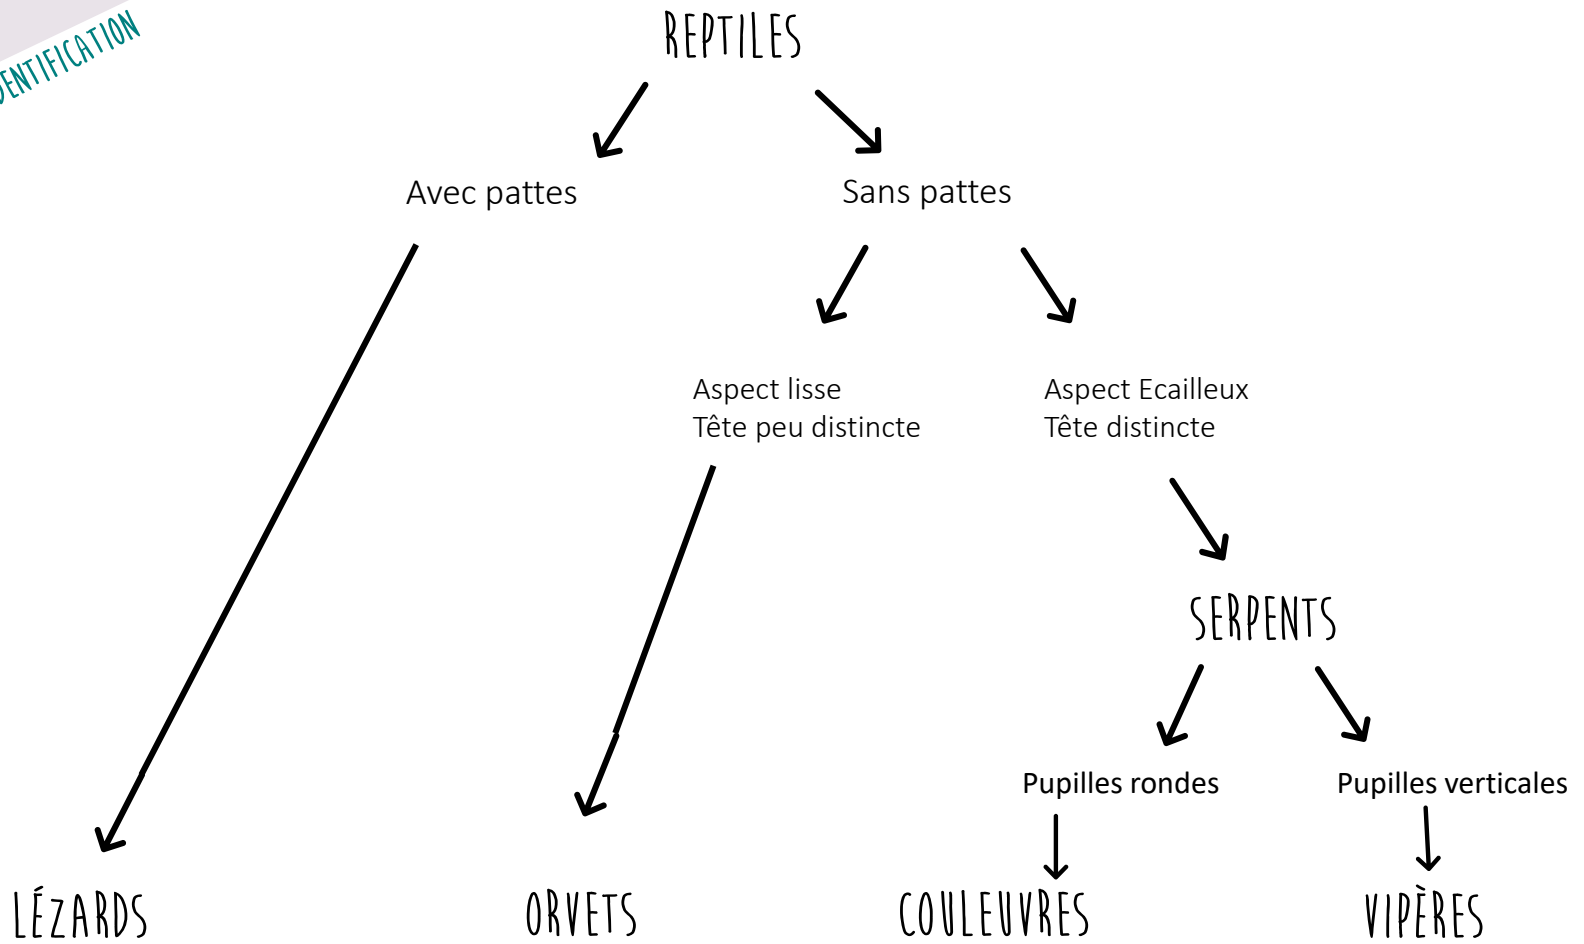 REPTILES
Avec pattes
Sans pattes
Aspect lisse
Tête peu distincte
Aspect Ecailleux
Tête distincte
SERPENTS
Pupilles rondes
Pupilles verticales
LÉZARDS
ORVETS
COULEUVRES
VIPÈRES